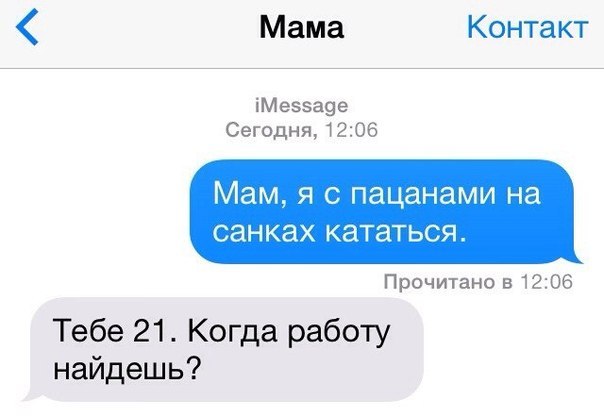 Мама
Контакт
iMessage
Сегодня, 12:06
Мам, я с пацанами на
санках кататься.
Прочитано в 12:06
Тебе 21. Когда работу
найдешь?